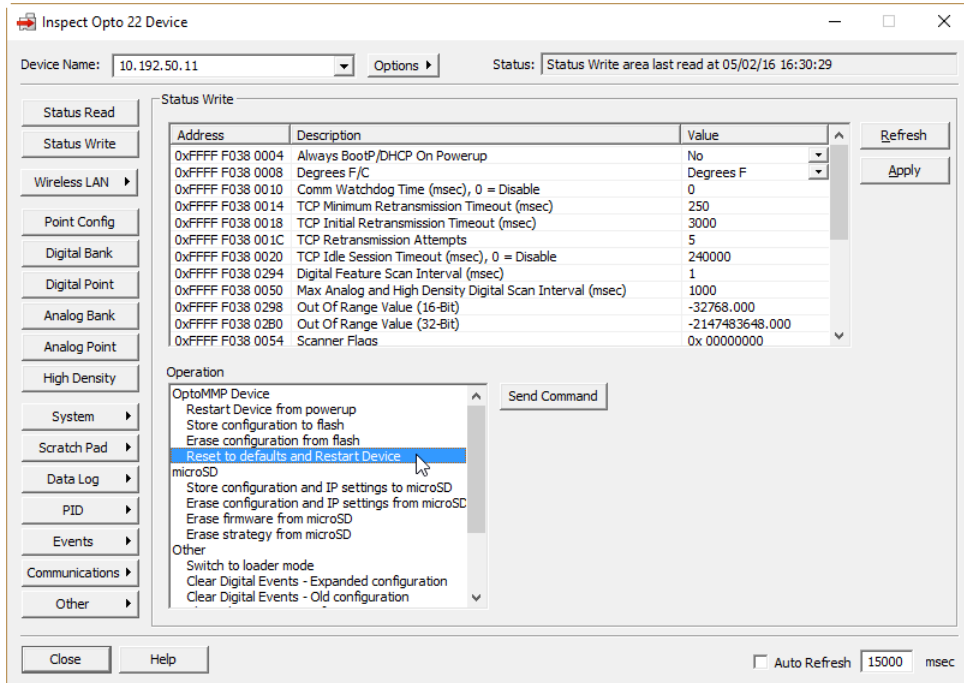 Inspect Opto 22 Device
Device Name: 10.192.50.11 Options Status: Status Write area last read at 05/02/16 16:30:29
Status Read
Status Write
Wireless LAN
Point Config
Digital Bank
Digital Point
Analog Bank
Analog Point
High Density
System
Scratch Pad
Data Log
PID
Events
Communications
Other
Status Write
Address Description Value
0xFFFF F038 0004 Always BootP/DHCP On Powerup No
0xFFFF F038 0008 Degrees F/C Degrees F
0xFFFF F038 0010 Comm Watchdog Time (msec), 0 = Disable 0
0xFFFF F038 0014 TCP Minimum Retransmission Timeout (msec) 250
0xFFFF F038 0018 TCP Initial Retransmission Timeout (msec) 3000
0xFFFF F038 001C TCP Retransmission Attempts 5
0xFFFF F038 0020 TCP Idle Session Timeout (msec), 0 = Disable 240000
0xFFFF F038 0294 Digital Feature Scan Interval (msec) 1
0xFFFF F038 0050 Max Analog and High Density Digital Scan Interval (msec) 1000
0xFFFF F038 0298 Out Of Range Value (16-Bit) -32768.000
0xFFFF F038 02B0 Out Of Range Value (32-Bit) -2147483648.000
0xFFFF F038 0054 Scanner Flags 0x 00000000
Refresh
Apply
Operation
OptoMMP Device
Restart Device from powerup
Store configuration to flash
Erase configuration from flash
Reset to defaults and Restart Device
microSD
Store configuration and IP settings to microSD
Erase configuration and IP settings from microSD
Erase firmware from microSD
Erase strategy from microSD
Other
Switch to loader mode
Clear Digital Events - Expanded configuration
Clear Digital Events - Old configuration
Send Command
Close Help Auto Refresh 15000 msec